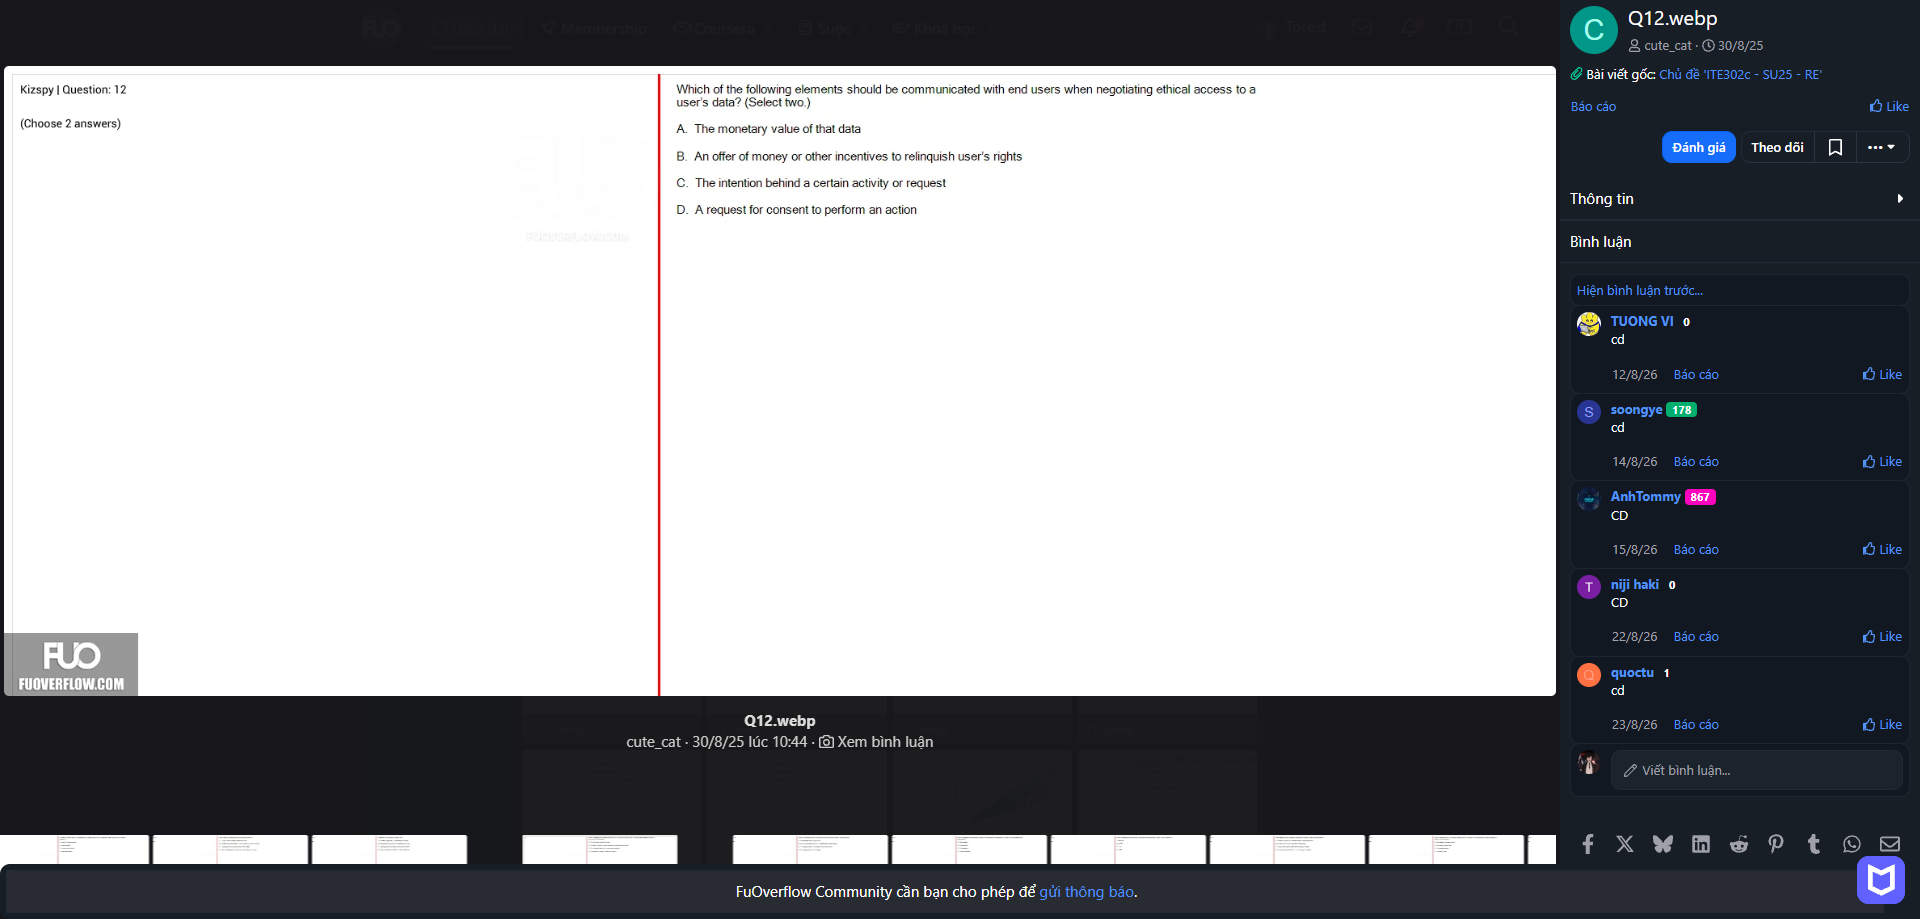 Membership
Coursera
Khoá học
Torest
Kizspy | Question: 12
(Choose 2 answers)
Which of the following elements should be communicated with end users when negotiating ethical access to a
user's data? (Select two.)
A. The monetary value of that data
B. An offer of money or other incentives to relinquish user's rights
C. The intention behind a certain activity or request
D. A request for consent to perform an action
FUO
FUOVERFLOW.COM
FUO
FUOVERFLOW.COM
Q12.webp
cute_cat · 30/8/25 lúc 10:44 · Xem bình luận
C
Q12.webp
cute_cat · 30/8/25
Bài viết gốc: Chủ đề 'ITE302c - SU25 - RE'
Báo cáo
Like
Đánh giá
Theo dõi
Thông tin
Bình luận
Hiện bình luận trước...
TUONG VI 0
cd
12/8/26 Báo cáo Like
S
soongye 178
cd
14/8/26 Báo cáo Like
AnhTommy 867
CD
15/8/26 Báo cáo Like
T
niji haki 0
CD
22/8/26 Báo cáo Like
Q
quoctu 1
cd
23/8/26 Báo cáo Like
Viết bình luận...
FuOverflow Community cần bạn cho phép để gửi thông báo.